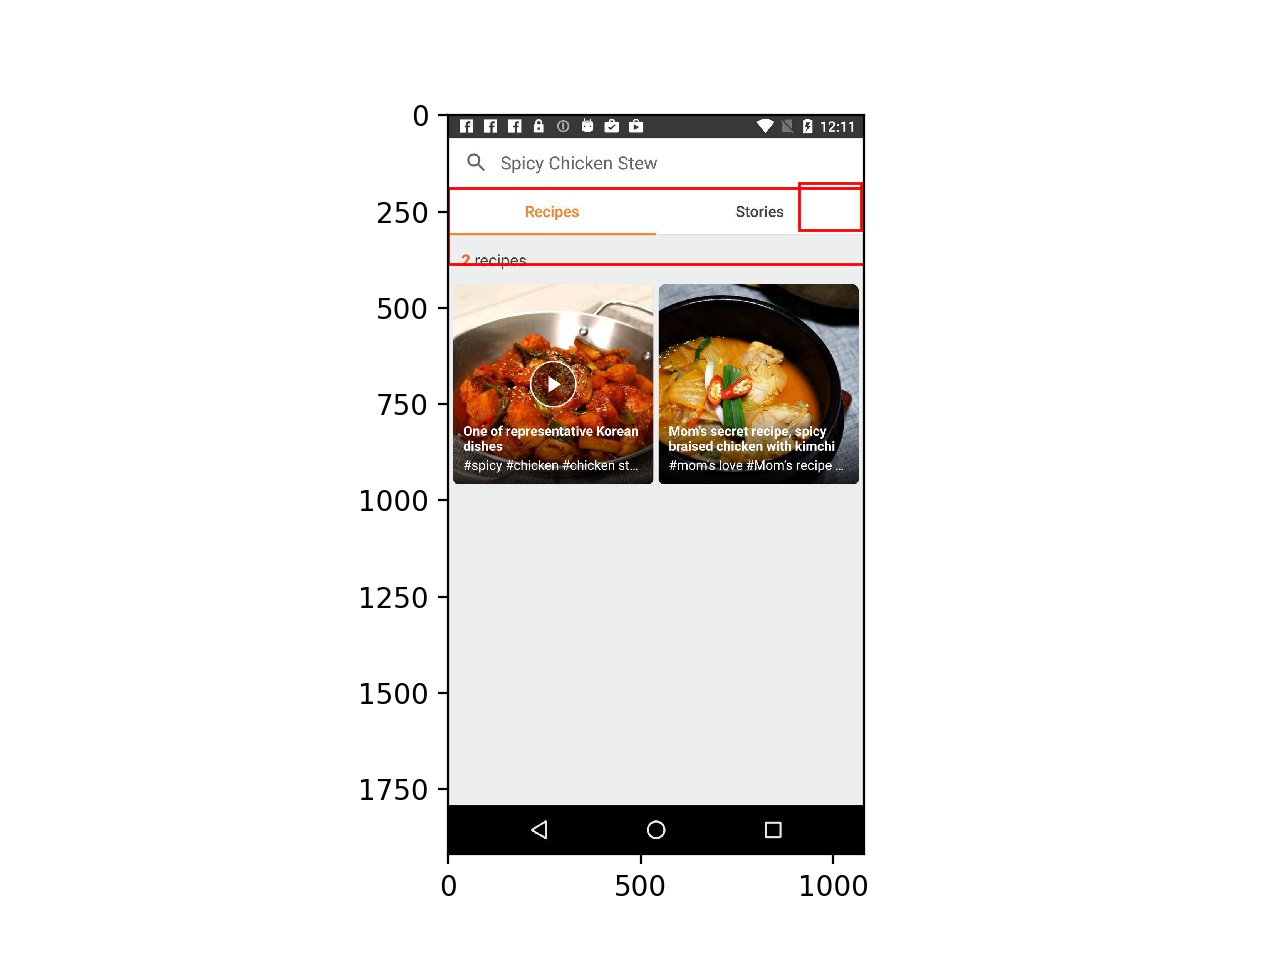 12:11
Spicy Chicken Stew
Recipes Stories
2 recipes
One of representative Korean
dishes
#spicy #chicken #chicken st...
Mom's secret recipe, spicy
braised chicken with kimchi
#mom's love #Mom's recipe ...
0
250
500
750
1000
1250
1500
1750
0 500 1000